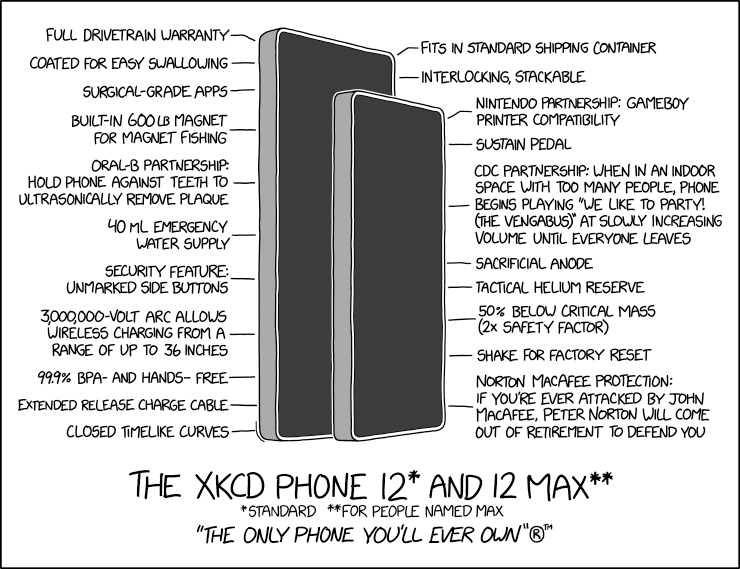 FULL DRIVETRAIN WARRANTY
COATED FOR EASY SWALLOWING
SURGICAL-GRADE APPS
BUILT-IN 600 LB MAGNET
FOR MAGNET FISHING
ORAL-B PARTNERSHIP:
HOLD PHONE AGAINST TEETH TO
ULTRASONICALLY REMOVE PLAQUE
40 ML EMERGENCY
WATER SUPPLY
SECURITY FEATURE:
UNMARKED SIDE BUTTONS
3,000,000-VOLT ARC ALLOWS
WIRELESS CHARGING FROM A
RANGE OF UP TO 36 INCHES
99.9% BPA- AND HANDS- FREE
EXTENDED RELEASE CHARGE CABLE
CLOSED TIMELIKE CURVES
FITS IN STANDARD SHIPPING CONTAINER
INTERLOCKING, STACKABLE
NINTENDO PARTNERSHIP: GAMEBOY
PRINTER COMPATIBILITY
SUSTAIN PEDAL
CDC PARTNERSHIP: WHEN IN AN INDOOR
SPACE WITH TOO MANY PEOPLE, PHONE
BEGINS PLAYING "WE LIKE TO PARTY!
(THE VENGABUS)" AT SLOWLY INCREASING
VOLUME UNTIL EVERYONE LEAVES
SACRIFICIAL ANODE
TACTICAL HELIUM RESERVE
50% BELOW CRITICAL MASS
(2x SAFETY FACTOR)
SHAKE FOR FACTORY RESET
NORTON MACAFEE PROTECTION:
IF YOU'RE EVER ATTACKED BY JOHN
MACAFEE, PETER NORTON WILL COME
OUT OF RETIREMENT TO DEFEND YOU
THE XKCD PHONE 12* AND 12 MAX**
*STANDARD **FOR PEOPLE NAMED MAX
"THE ONLY PHONE YOU'LL EVER OWN"®™